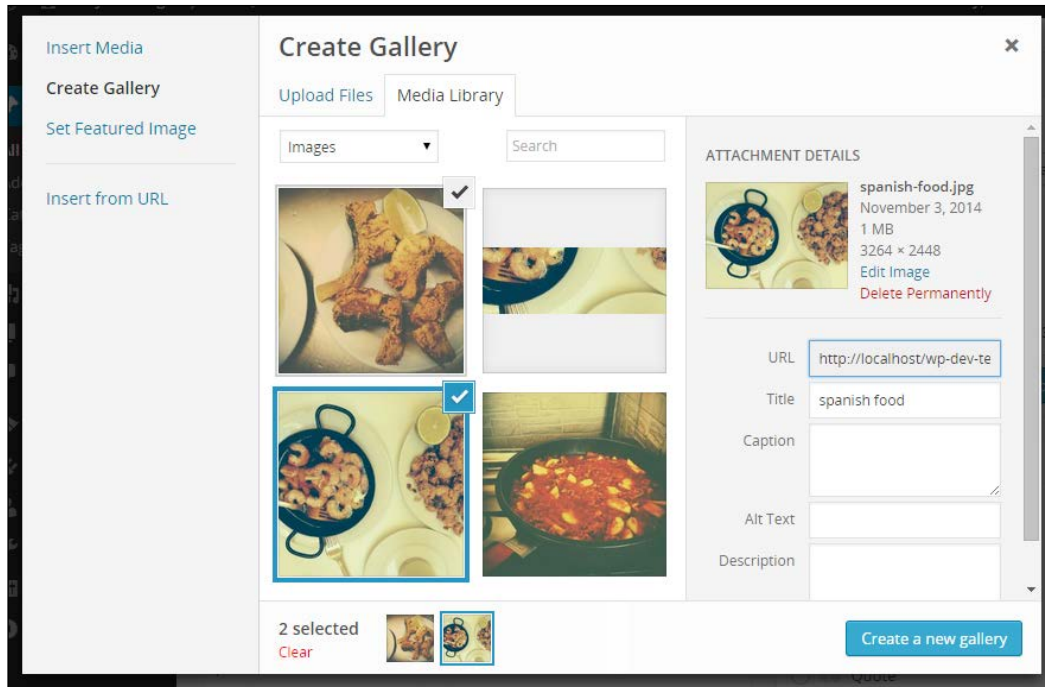 Insert Media
Create Gallery
Set Featured Image
Insert from URL
Create Gallery
Upload Files
Media Library
Images
Search
ATTACHMENT DETAILS
spanish-food.jpg
November 3, 2014
1 MB
3264 × 2448
Edit Image
Delete Permanently
URL http://localhost/wp-dev-te
Title spanish food
Caption
Alt Text
Description
2 selected
Clear
Create a new gallery
Quote